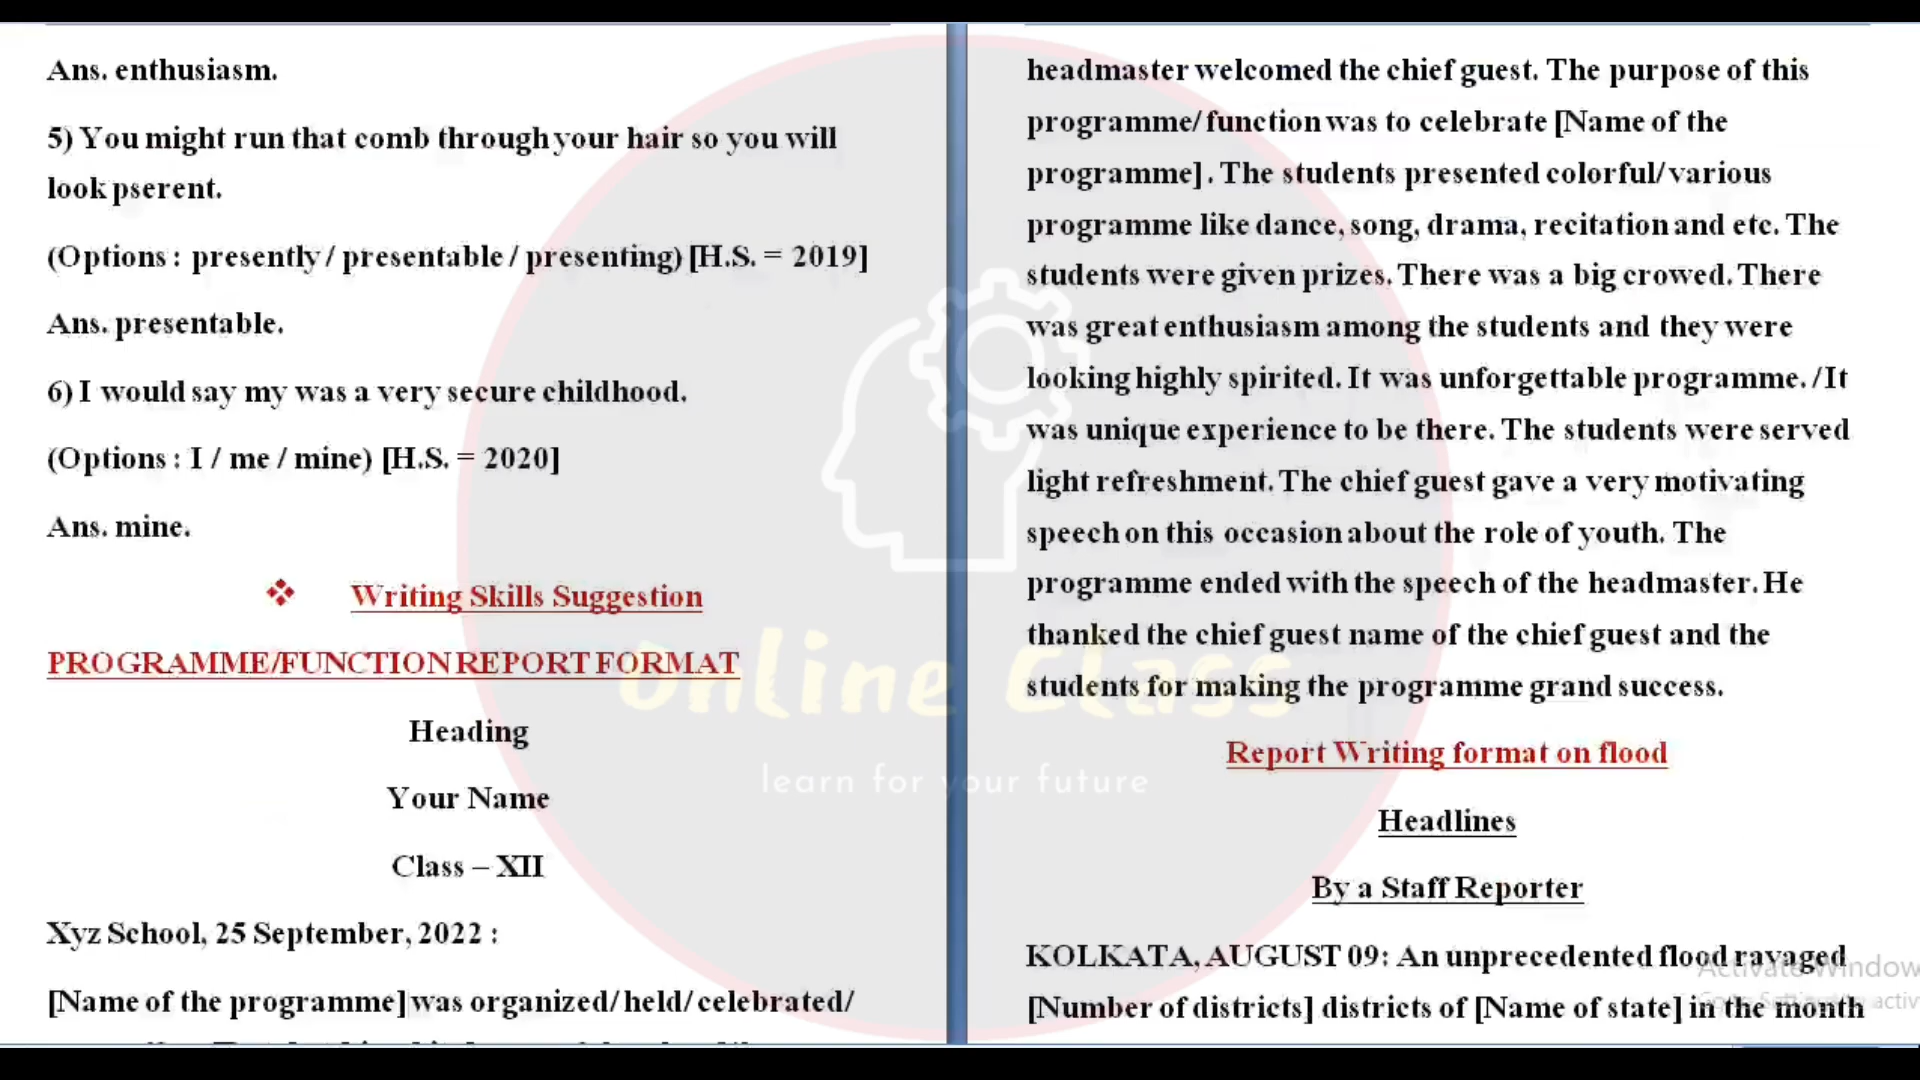 Ans. enthusiasm.
5) You might run that comb through your hair so you will
look pserent.
(Options : presently / presentable / presenting) [H.S. = 2019]
Ans. presentable.
6) I would say my was a very secure childhood.
(Options : I / me / mine) [H.S. = 2020]
Ans. mine.
❖ Writing Skills Suggestion
PROGRAMME/FUNCTION REPORT FORMAT
Heading
Your Name
Class – XII
Xyz School, 25 September, 2022 :
[Name of the programme] was organized/ held/ celebrated/
headmaster welcomed the chief guest. The purpose of this
programme/ function was to celebrate [Name of the
programme] . The students presented colorful/ various
programme like dance, song, drama, recitation and etc. The
students were given prizes. There was a big crowed. There
was great enthusiasm among the students and they were
looking highly spirited. It was unforgettable programme. / It
was unique experience to be there. The students were served
light refreshment. The chief guest gave a very motivating
speech on this occasion about the role of youth. The
programme ended with the speech of the headmaster. He
thanked the chief guest name of the chief guest and the
students for making the programme grand success.
Report Writing format on flood
Headlines
By a Staff Reporter
KOLKATA, AUGUST 09: An unprecedented flood ravaged
[Number of districts] districts of [Name of state] in the month
Online Class
learn for your future
Activate Window
Go to Settings to activ